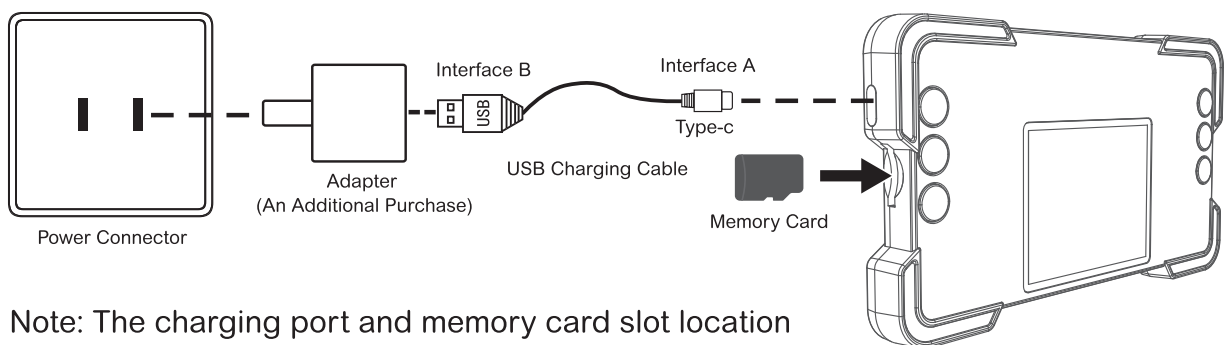 Interface B
Interface A
USB
Type-c
USB Charging Cable
Adapter
(An Additional Purchase)
Memory Card
Power Connector
Note: The charging port and memory card slot location